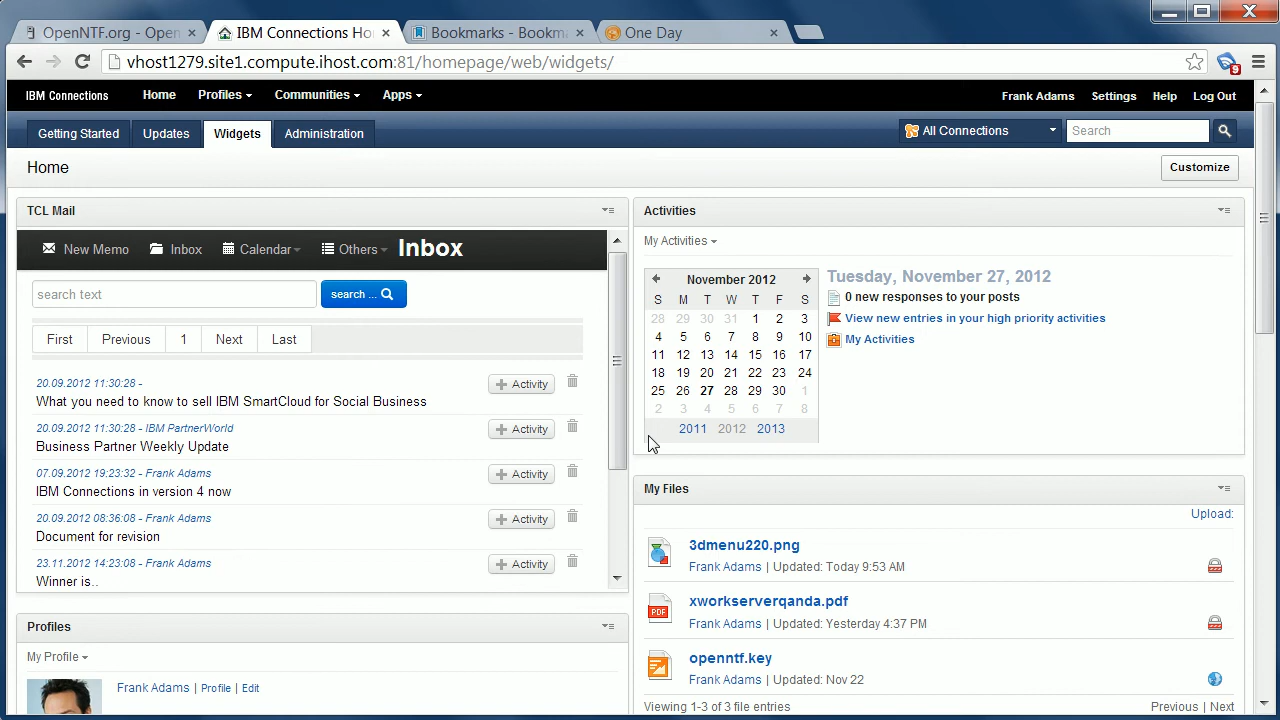 OpenNTF.org - Open
IBM Connections Ho
Bookmarks - Bookma
One Day
vhost1279.site1.compute.ihost.com:81/homepage/web/widgets/
9
IBM Connections
Home
Profiles
Communities
Apps
Frank Adams
Settings
Help
Log Out
Getting Started
Updates
Widgets
Administration
All Connections
Search
Home
Customize
TCL Mail
New Memo
Inbox
Calendar
Others
Inbox
search text
search ...
First
Previous
1
Next
Last
20.09.2012 11:30:28 -
What you need to know to sell IBM SmartCloud for Social Business
Activity
20.09.2012 11:30:28 - IBM PartnerWorld
Business Partner Weekly Update
Activity
07.09.2012 19:23:32 - Frank Adams
IBM Connections in version 4 now
Activity
20.09.2012 08:36:08 - Frank Adams
Document for revision
Activity
23.11.2012 14:23:08 - Frank Adams
Winner is..
Activity
Profiles
My Profile
Frank Adams | Profile | Edit
Activities
My Activities
November 2012
S M T W T F S
28 29 30 31 1 2 3
4 5 6 7 8 9 10
11 12 13 14 15 16 17
18 19 20 21 22 23 24
25 26 27 28 29 30 1
2 3 4 5 6 7 8
2011 2012 2013
Tuesday, November 27, 2012
0 new responses to your posts
View new entries in your high priority activities
My Activities
My Files
Upload:
3dmenu220.png
Frank Adams | Updated: Today 9:53 AM
PDF
xworkserverqanda.pdf
Frank Adams | Updated: Yesterday 4:37 PM
openntf.key
Frank Adams | Updated: Nov 22
Viewing 1-3 of 3 file entries
Previous | Next